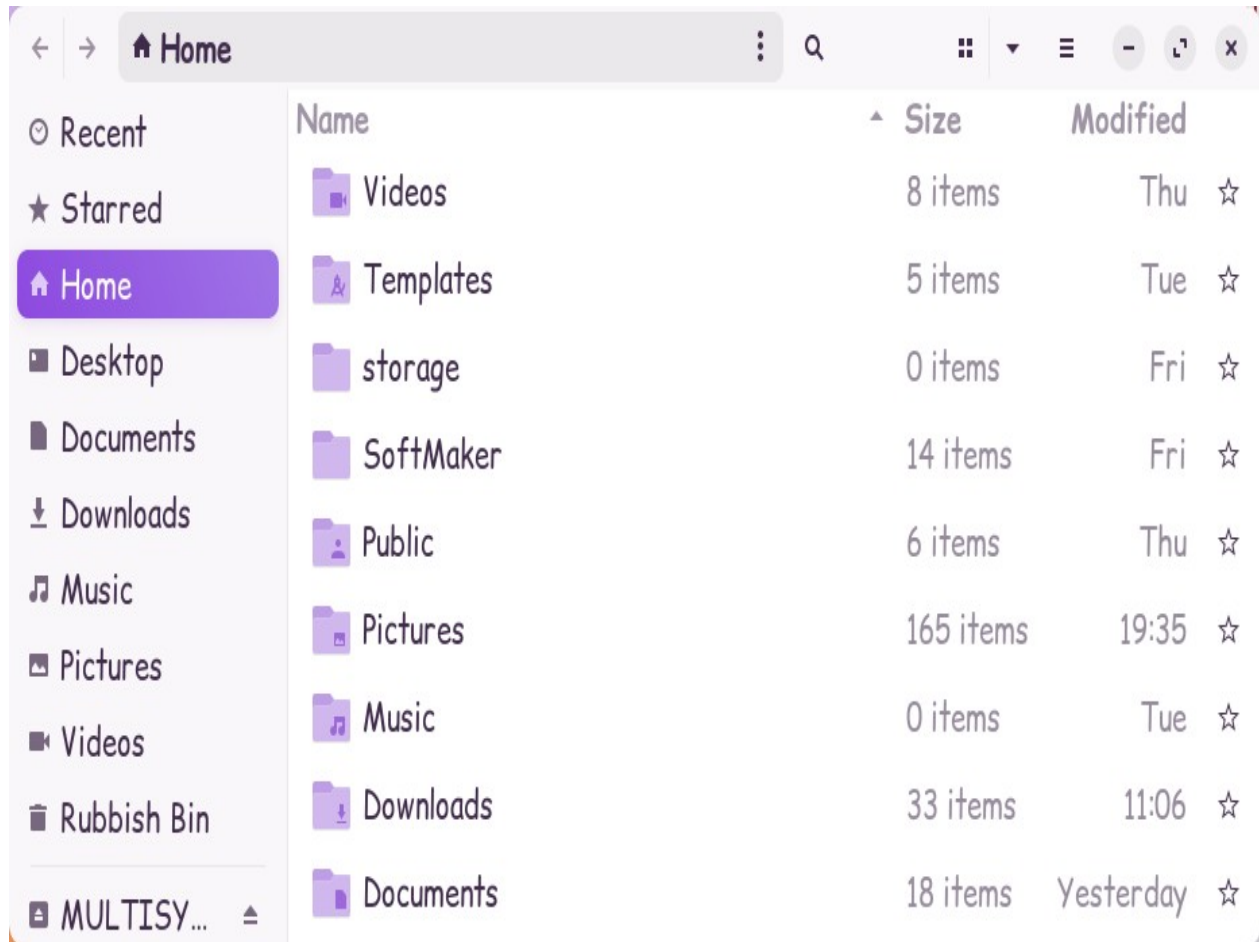 Home
Recent
Starred
Home
Desktop
Documents
Downloads
Music
Pictures
Videos
Rubbish Bin
MULTISY...
Name Size Modified
Videos 8 items Thu
Templates 5 items Tue
storage 0 items Fri
SoftMaker 14 items Fri
Public 6 items Thu
Pictures 165 items 19:35
Music 0 items Tue
Downloads 33 items 11:06
Documents 18 items Yesterday